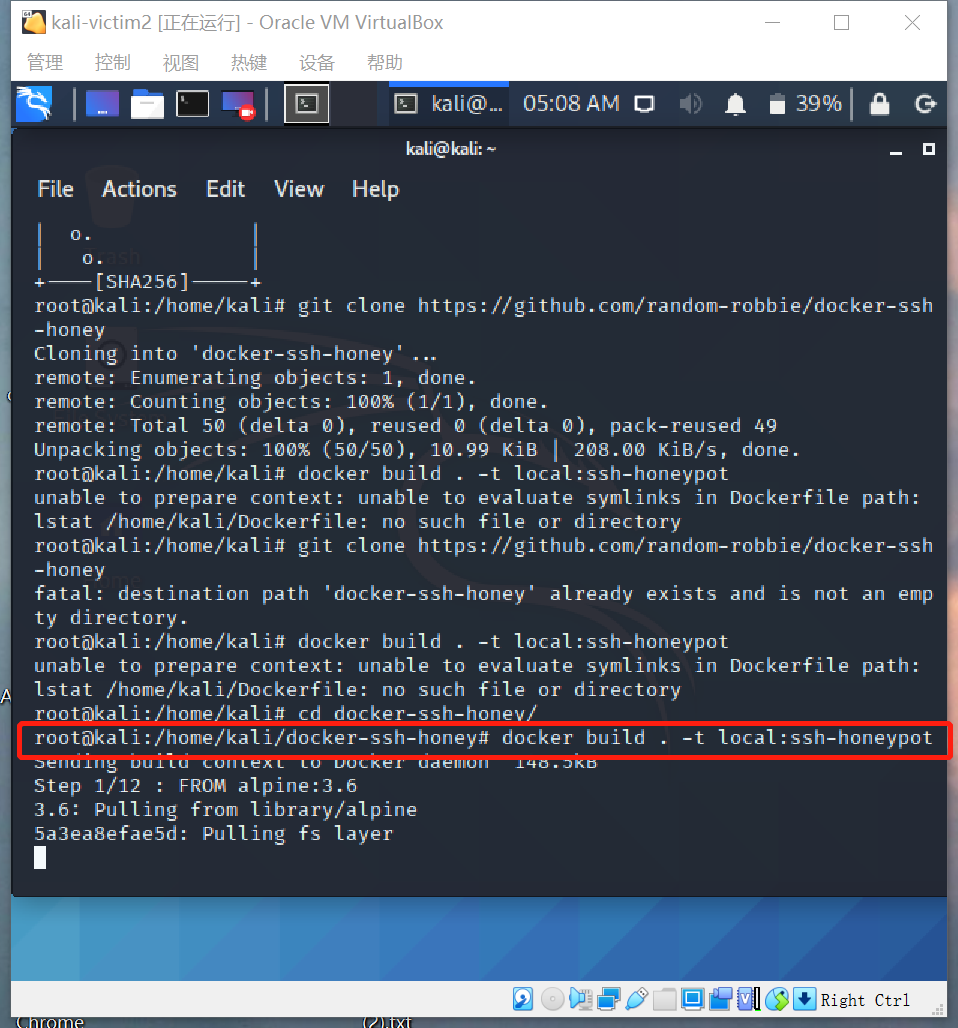 kali-victim2 [正在运行] - Oracle VM VirtualBox
管理 控制 视图 热键 设备 帮助
kali@... 05:08 AM 39%
kali@kali: ~
File Actions Edit View Help
| o. |
| o. |
+——[SHA256]——+
root@kali:/home/kali# git clone https://github.com/random-robbie/docker-ssh
-honey
Cloning into 'docker-ssh-honey'...
remote: Enumerating objects: 1, done.
remote: Counting objects: 100% (1/1), done.
remote: Total 50 (delta 0), reused 0 (delta 0), pack-reused 49
Unpacking objects: 100% (50/50), 10.99 KiB | 208.00 KiB/s, done.
root@kali:/home/kali# docker build . -t local:ssh-honeypot
unable to prepare context: unable to evaluate symlinks in Dockerfile path:
lstat /home/kali/Dockerfile: no such file or directory
root@kali:/home/kali# git clone https://github.com/random-robbie/docker-ssh
-honey
fatal: destination path 'docker-ssh-honey' already exists and is not an emp
ty directory.
root@kali:/home/kali# docker build . -t local:ssh-honeypot
unable to prepare context: unable to evaluate symlinks in Dockerfile path:
lstat /home/kali/Dockerfile: no such file or directory
root@kali:/home/kali# cd docker-ssh-honey/
root@kali:/home/kali/docker-ssh-honey# docker build . -t local:ssh-honeypot
Sending build context to Docker daemon 148.5kB
Step 1/12 : FROM alpine:3.6
3.6: Pulling from library/alpine
5a3ea8efae5d: Pulling fs layer
Right Ctrl
Chrome (2).txt